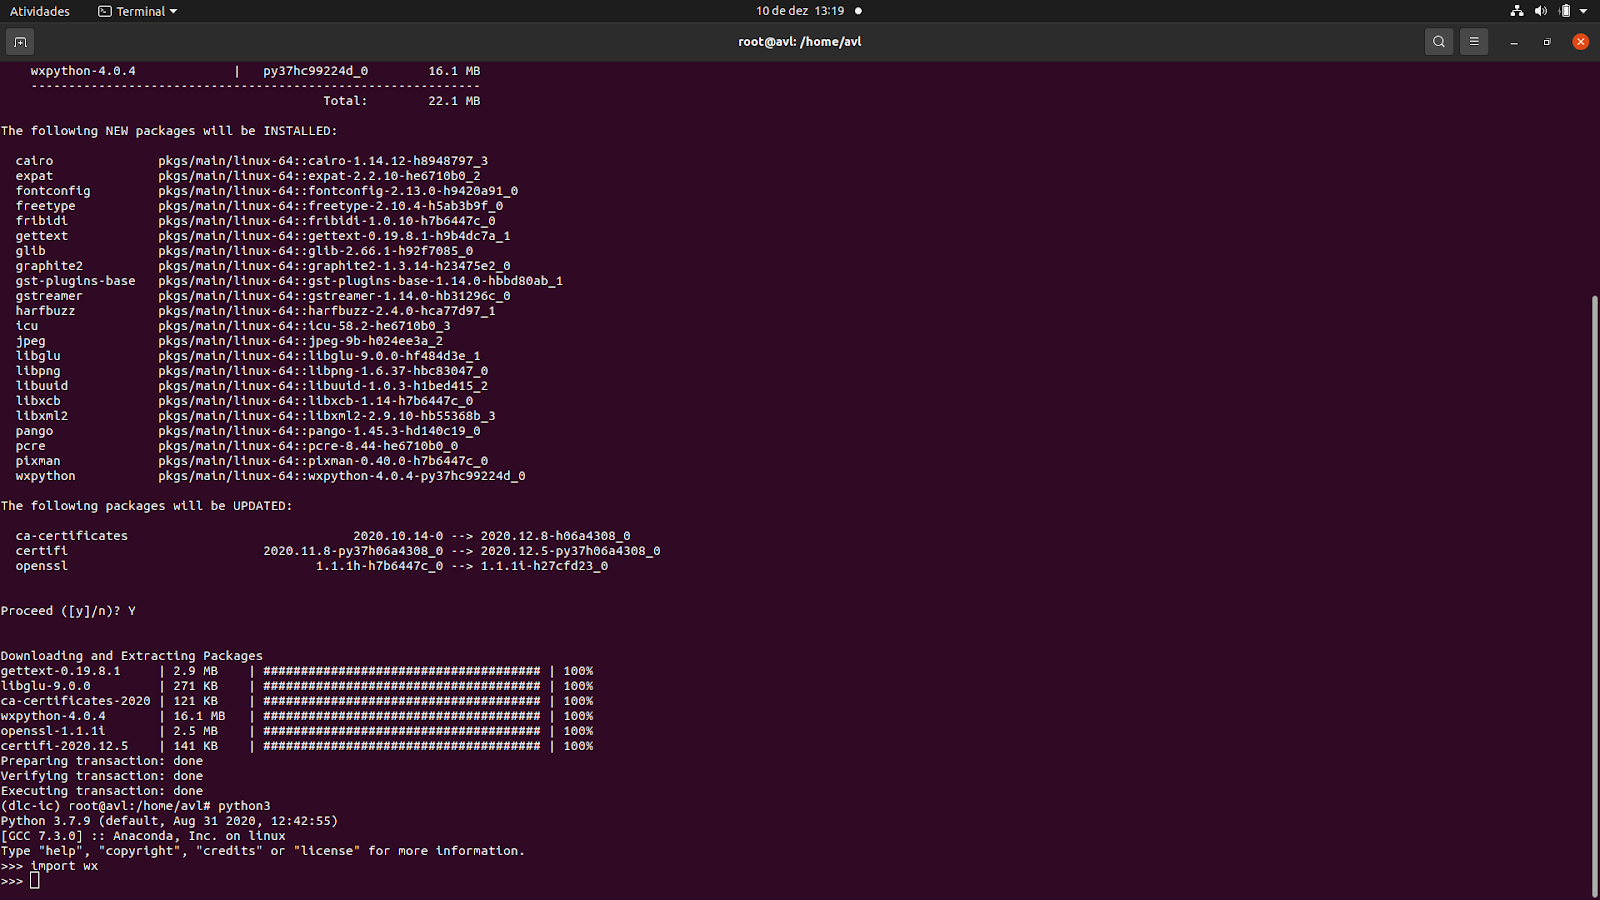 Atividades
Terminal
10 de dez 13:19
root@avl: /home/avl
wxpython-4.0.4 | py37hc99224d_0 16.1 MB
------------------------------------------------------------
Total: 22.1 MB
The following NEW packages will be INSTALLED:
cairo pkgs/main/linux-64::cairo-1.14.12-h8948797_3
expat pkgs/main/linux-64::expat-2.2.10-he6710b0_2
fontconfig pkgs/main/linux-64::fontconfig-2.13.0-h9420a91_0
freetype pkgs/main/linux-64::freetype-2.10.4-h5ab3b9f_0
fribidi pkgs/main/linux-64::fribidi-1.0.10-h7b6447c_0
gettext pkgs/main/linux-64::gettext-0.19.8.1-h9b4dc7a_1
glib pkgs/main/linux-64::glib-2.66.1-h92f7085_0
graphite2 pkgs/main/linux-64::graphite2-1.3.14-h23475e2_0
gst-plugins-base pkgs/main/linux-64::gst-plugins-base-1.14.0-hbbd80ab_1
gstreamer pkgs/main/linux-64::gstreamer-1.14.0-hb31296c_0
harfbuzz pkgs/main/linux-64::harfbuzz-2.4.0-hca77d97_1
icu pkgs/main/linux-64::icu-58.2-he6710b0_3
jpeg pkgs/main/linux-64::jpeg-9b-h024ee3a_2
libglu pkgs/main/linux-64::libglu-9.0.0-hf484d3e_1
libpng pkgs/main/linux-64::libpng-1.6.37-hbc83047_0
libuuid pkgs/main/linux-64::libuuid-1.0.3-h1bed415_2
libxcb pkgs/main/linux-64::libxcb-1.14-h7b6447c_0
libxml2 pkgs/main/linux-64::libxml2-2.9.10-hb55368b_3
pango pkgs/main/linux-64::pango-1.45.3-hd140c19_0
pcre pkgs/main/linux-64::pcre-8.44-he6710b0_0
pixman pkgs/main/linux-64::pixman-0.40.0-h7b6447c_0
wxpython pkgs/main/linux-64::wxpython-4.0.4-py37hc99224d_0
The following packages will be UPDATED:
ca-certificates 2020.10.14-0 --> 2020.12.8-h06a4308_0
certifi 2020.11.8-py37h06a4308_0 --> 2020.12.5-py37h06a4308_0
openssl 1.1.1h-h7b6447c_0 --> 1.1.1i-h27cfd23_0
Proceed ([y]/n)? Y
Downloading and Extracting Packages
gettext-0.19.8.1 | 2.9 MB | ##################################### | 100%
libglu-9.0.0 | 271 KB | ##################################### | 100%
ca-certificates-2020 | 121 KB | ##################################### | 100%
wxpython-4.0.4 | 16.1 MB | ##################################### | 100%
openssl-1.1.1i | 2.5 MB | ##################################### | 100%
certifi-2020.12.5 | 141 KB | ##################################### | 100%
Preparing transaction: done
Verifying transaction: done
Executing transaction: done
(dlc-ic) root@avl:/home/avl# python3
Python 3.7.9 (default, Aug 31 2020, 12:42:55)
[GCC 7.3.0] :: Anaconda, Inc. on linux
Type "help", "copyright", "credits" or "license" for more information.
>>> import wx
>>>